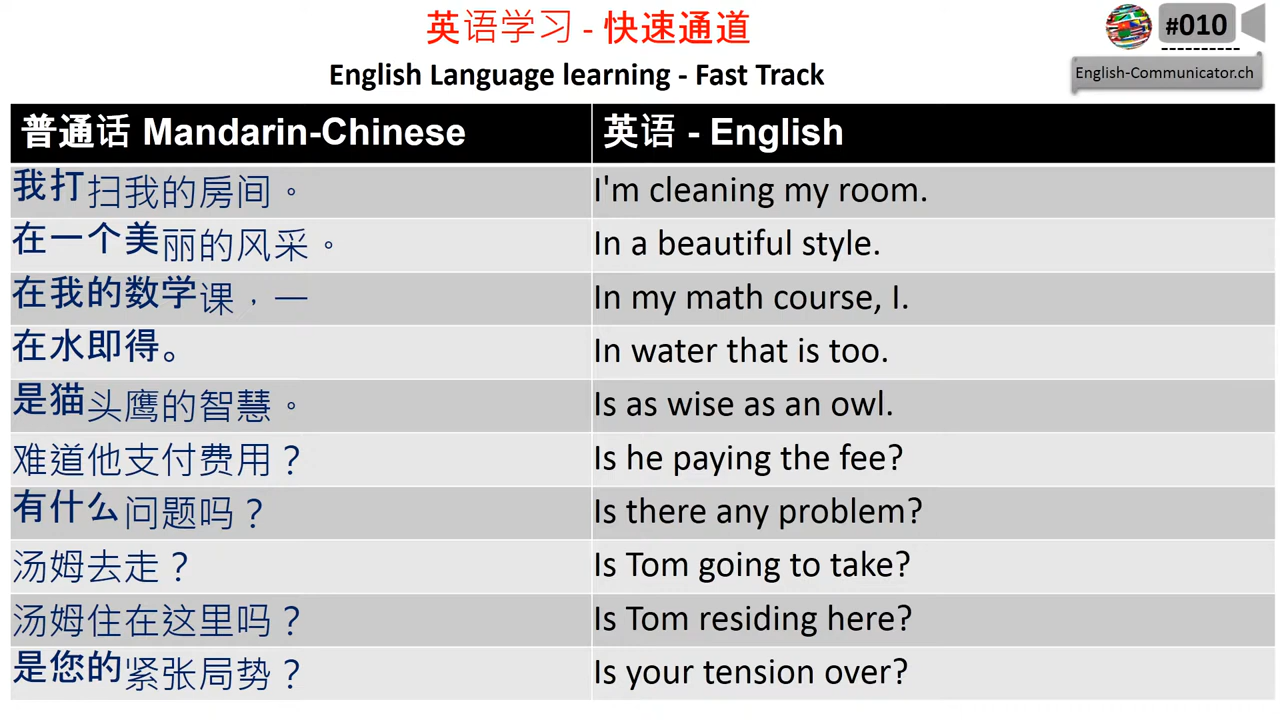 英语学习 - 快速通道
English Language learning - Fast Track
#010
English-Communicator.ch
普通话 Mandarin-Chinese
英语 - English
我打扫我的房间。
I'm cleaning my room.
在一个美丽的风采。
In a beautiful style.
在我的数学课，一
In my math course, I.
在水即得。
In water that is too.
是猫头鹰的智慧。
Is as wise as an owl.
难道他支付费用？
Is he paying the fee?
有什么问题吗？
Is there any problem?
汤姆去走？
Is Tom going to take?
汤姆住在这里吗？
Is Tom residing here?
是您的紧张局势？
Is your tension over?